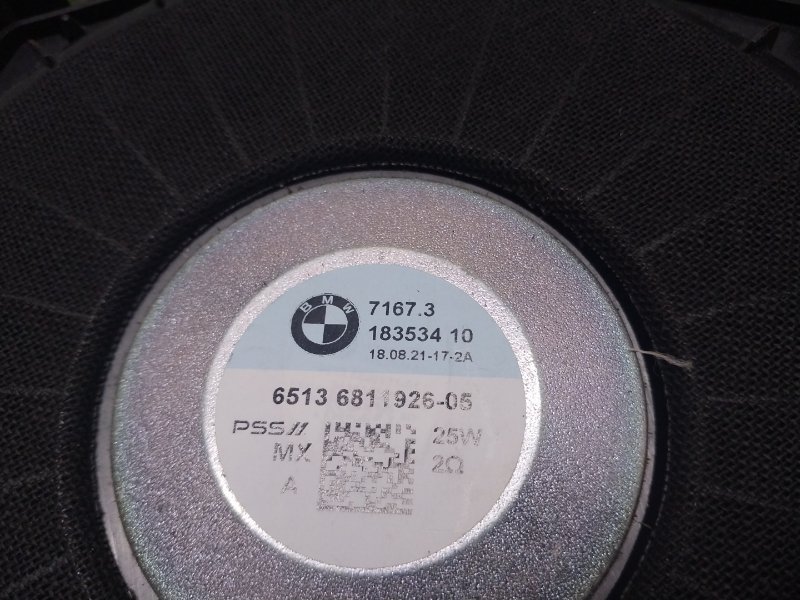 BMW
7167.3
183534 10
18.08.21-17-2A
6513 6811926-05
PSS//
25W
MX
2Ω
A